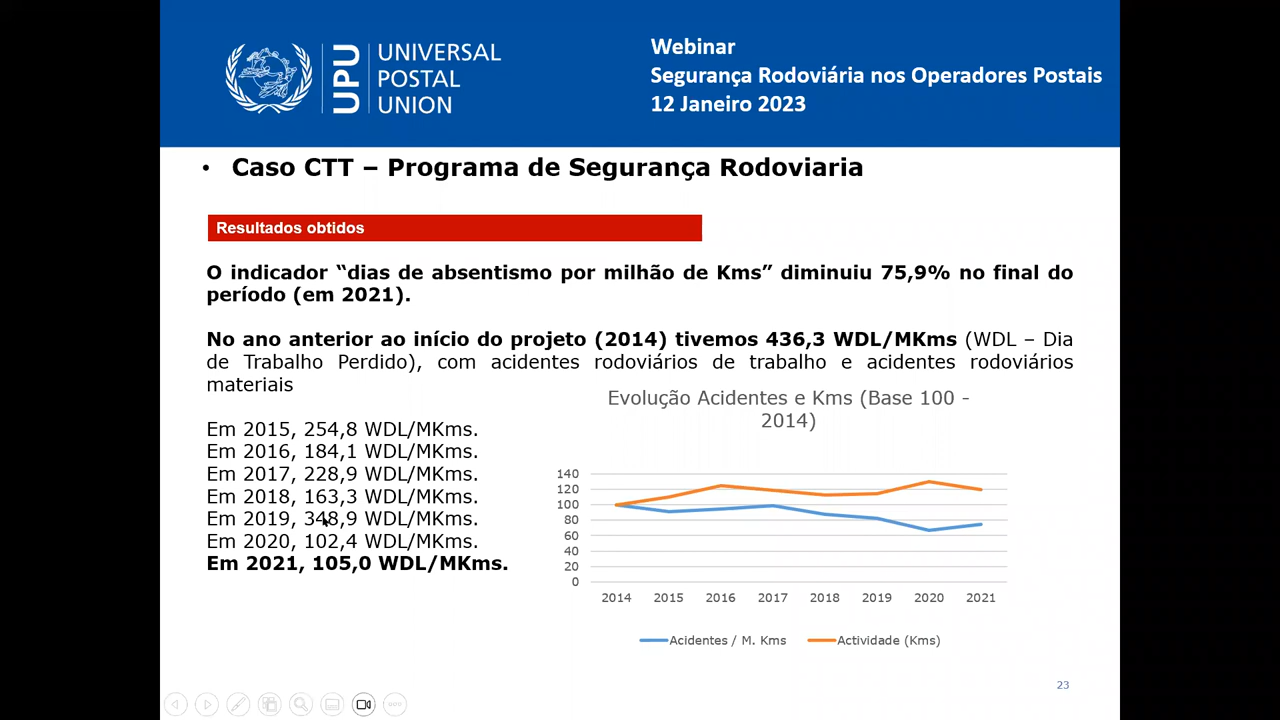 UPU
UNIVERSAL
POSTAL
UNION
Webinar
Segurança Rodoviária nos Operadores Postais
12 Janeiro 2023
• Caso CTT – Programa de Segurança Rodoviaria
Resultados obtidos
O indicador “dias de absentismo por milhão de Kms” diminuiu 75,9% no final do
período (em 2021).
No ano anterior ao início do projeto (2014) tivemos 436,3 WDL/MKms (WDL – Dia
de Trabalho Perdido), com acidentes rodoviários de trabalho e acidentes rodoviários
materiais
Em 2015, 254,8 WDL/MKms.
Em 2016, 184,1 WDL/MKms.
Em 2017, 228,9 WDL/MKms.
Em 2018, 163,3 WDL/MKms.
Em 2019, 348,9 WDL/MKms.
Em 2020, 102,4 WDL/MKms.
Em 2021, 105,0 WDL/MKms.
Evolução Acidentes e Kms (Base 100 -
2014)
140
120
100
80
60
40
20
0
2014 2015 2016 2017 2018 2019 2020 2021
Acidentes / M. Kms Actividade (Kms)
23